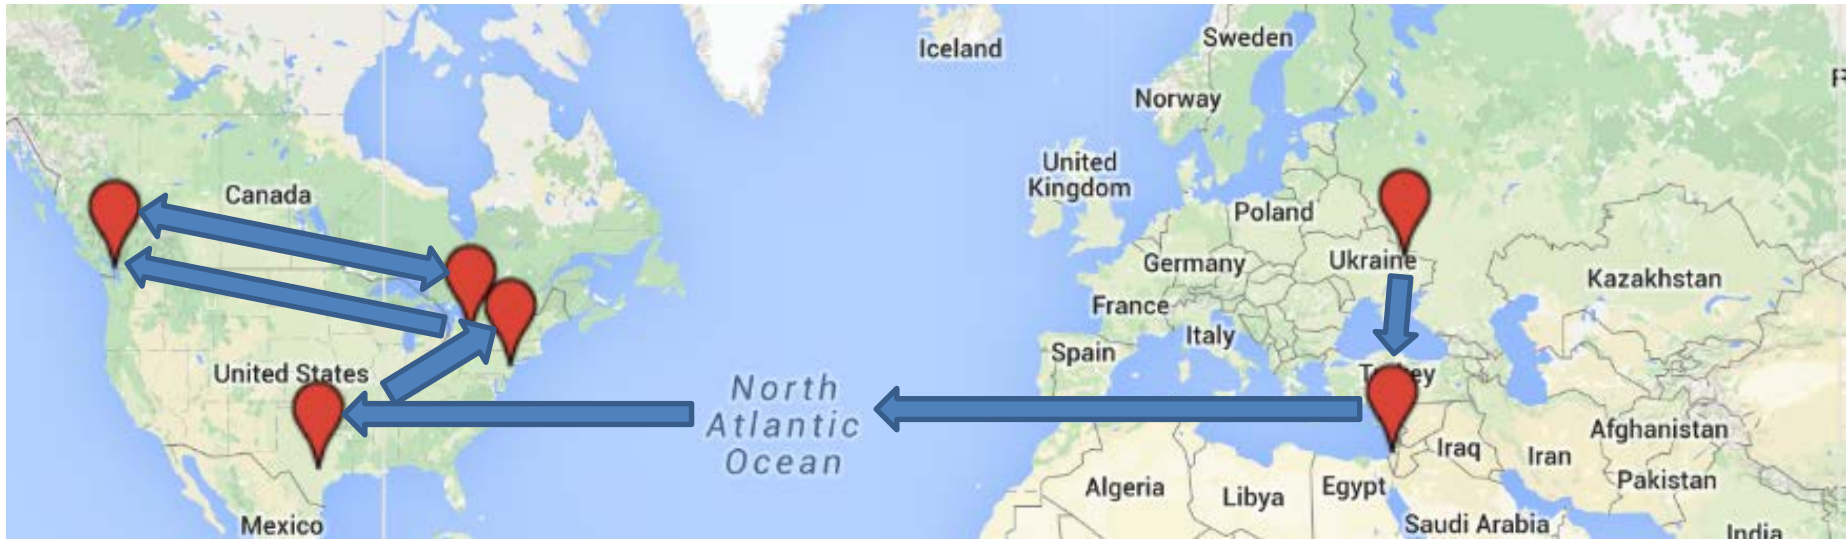 Iceland
Sweden
Norway
United
Kingdom
Canada
Poland
Ukraine
Germany
Kazakhstan
France
Italy
Spain
United States
North
Atlantic
Ocean
Afghanistan
Iraq
Iran
Pakistan
Algeria
Libya
Egypt
Mexico
Saudi Arabia
India